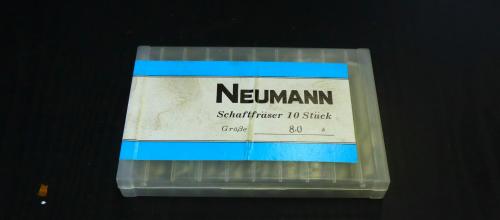 NEUMANN
Schaftfräser 10 Stück
Größe 8.0